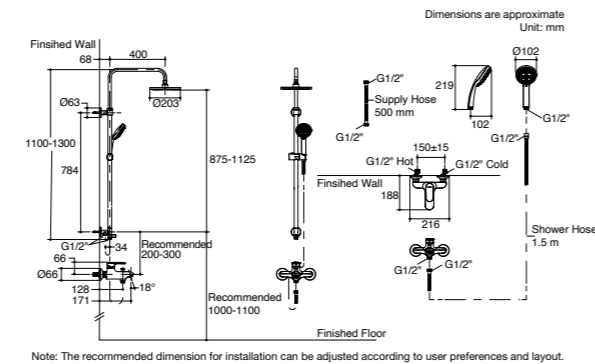 Dimensions are approximate
Unit: mm
Finsihed Wall
68
400
Ø203
Ø63
1100-1300
784
875-1125
G1/2"
34
Recommended
200-300
66
Ø66
128
18°
171
Recommended
1000-1100
Finished Floor
G1/2"
Supply Hose
500 mm
G1/2"
219
102
Ø102
G1/2"
G1/2"
150±15
G1/2" Hot
G1/2" Cold
Finsihed Wall
188
216
G1/2"
G1/2"
Shower Hose
1.5 m
Note: The recommended dimension for installation can be adjusted according to user preferences and layout.